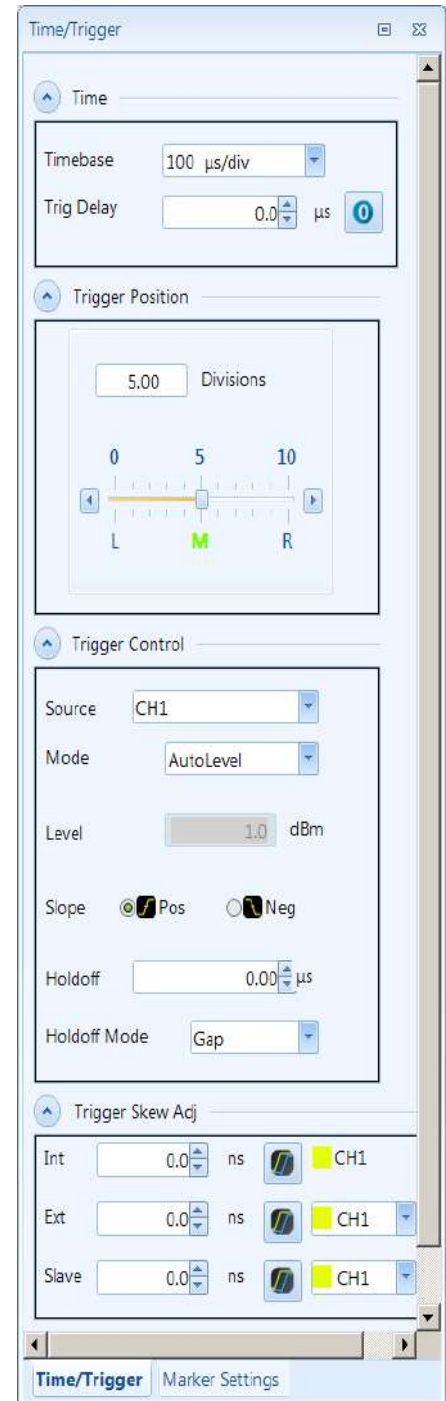 Time/Trigger
Time
Timebase 100 µs/div
Trig Delay 0.0 µs 0
Trigger Position
5.00 Divisions
0 5 10
L M R
Trigger Control
Source CH1
Mode AutoLevel
Level 1.0 dBm
Slope Pos Neg
Holdoff 0.00 µs
Holdoff Mode Gap
Trigger Skew Adj
Int 0.0 ns CH1
Ext 0.0 ns CH1
Slave 0.0 ns CH1
Time/Trigger Marker Settings